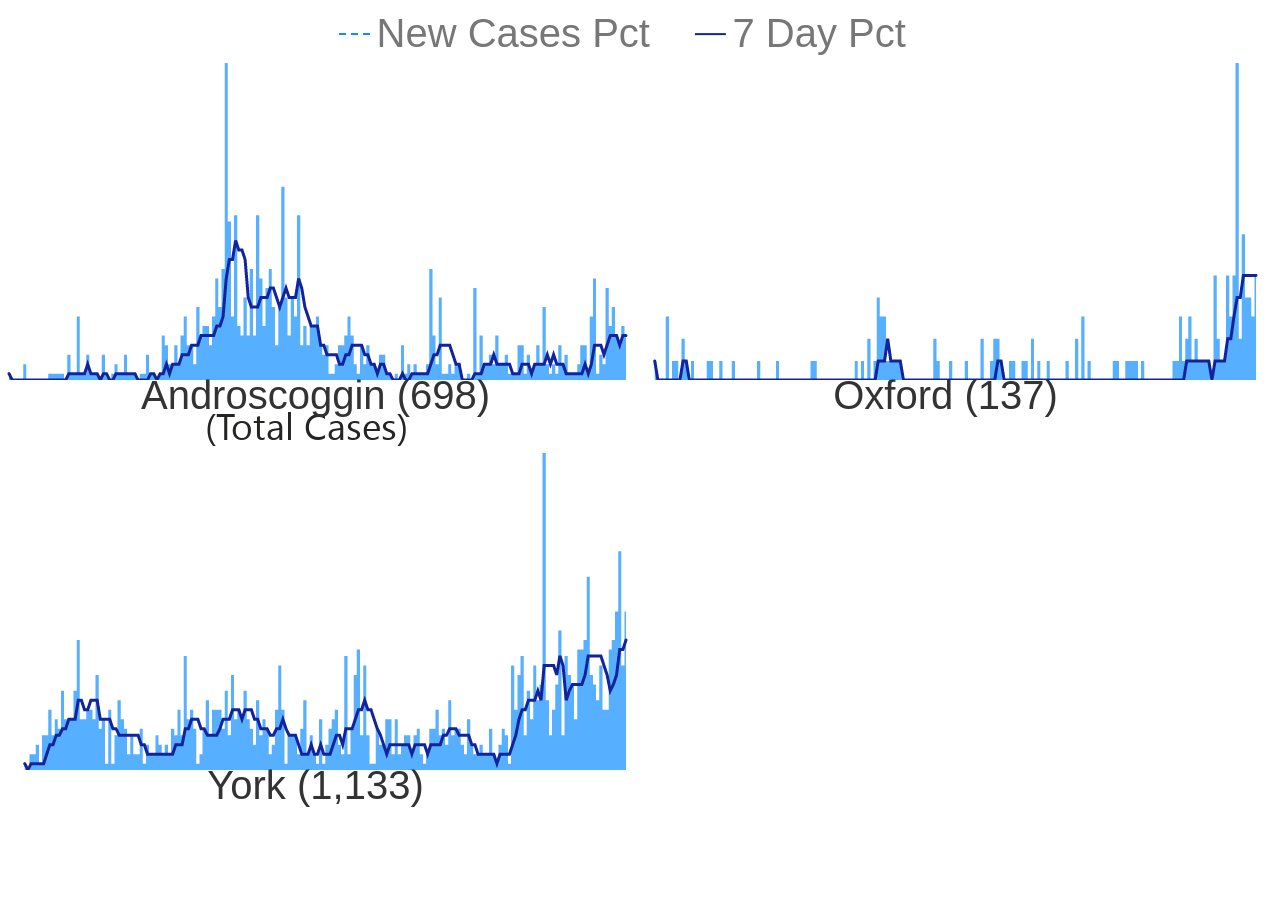 New Cases Pct 7 Day Pct
Androscoggin (698) Oxford (137)
(Total Cases)
York (1,133)